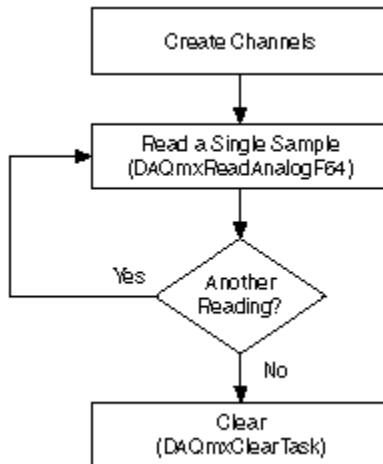 Create Channels
Read a Single Sample
(DAQmxReadAnalogF64)
Yes
Another
Reading?
No
Clear
(DAQmxClearTask)